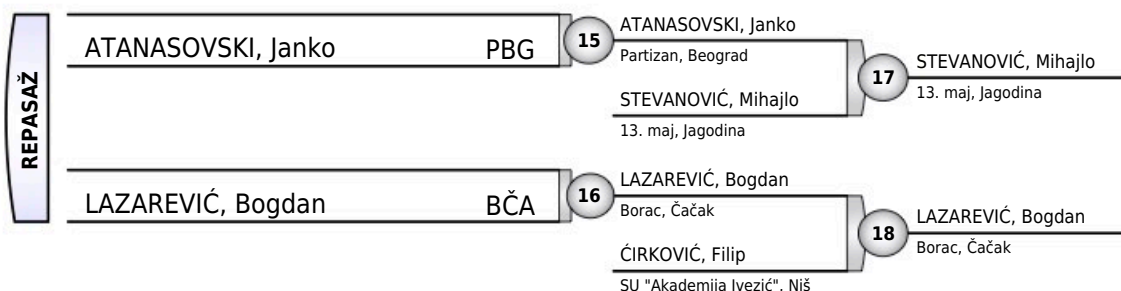 REPASAŽ
ATANASOVSKI, Janko PBG
15
ATANASOVSKI, Janko
Partizan, Beograd
STEVANOVIĆ, Mihajlo
13. maj, Jagodina
17
STEVANOVIĆ, Mihajlo
13. maj, Jagodina
LAZAREVIĆ, Bogdan BČA
16
LAZAREVIĆ, Bogdan
Borac, Čačak
ĆIRKOVIĆ, Filip
SU "Akademija Ivezić", Niš
18
LAZAREVIĆ, Bogdan
Borac, Čačak